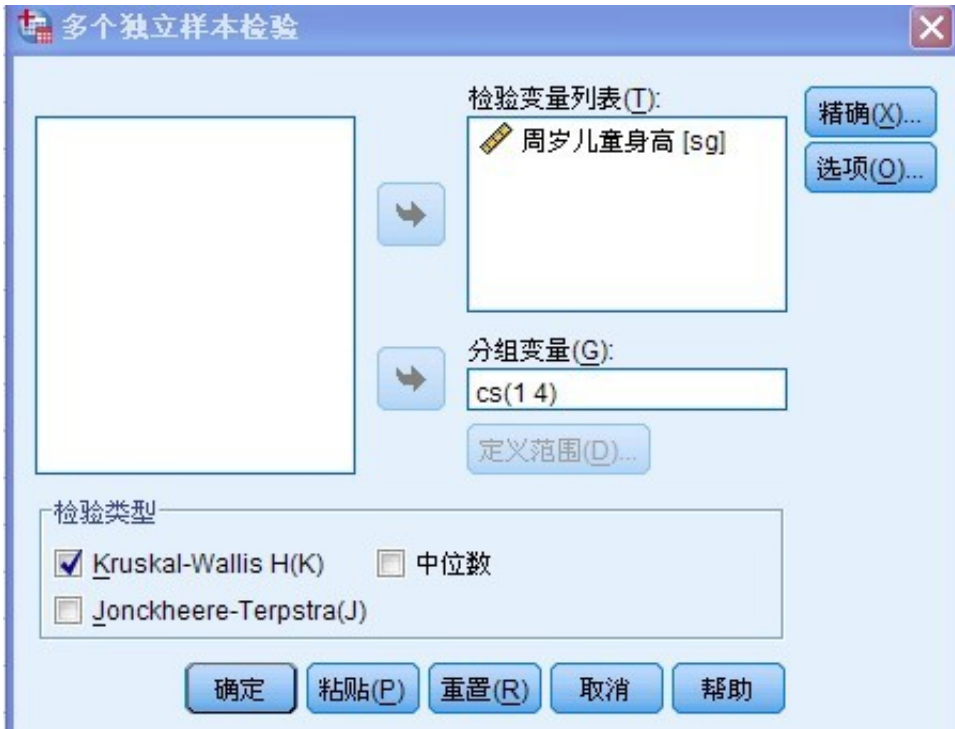 多个独立样本检验
检验变量列表(T):
周岁儿童身高 [sg]
精确(X)...
选项(O)...
分组变量(G):
cs(1 4)
定义范围(D)...
检验类型
Kruskal-Wallis H(K) 中位数
Jonckheere-Terpstra(J)
确定 粘贴(P) 重置(R) 取消 帮助